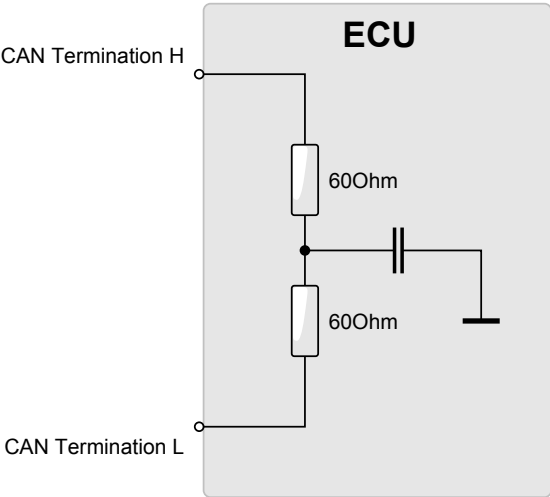 ECU
CAN Termination H
60Ohm
60Ohm
CAN Termination L